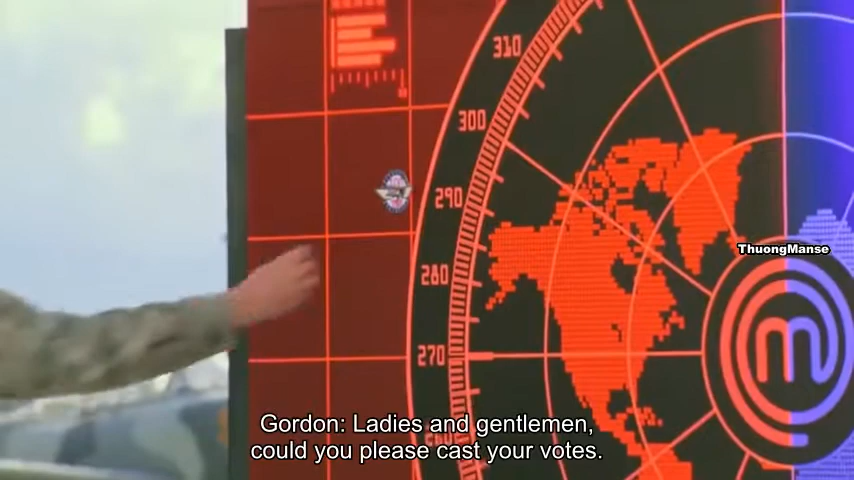 310
300
290
ThuongManse
280
270
Gordon: Ladies and gentlemen,
could you please cast your votes.